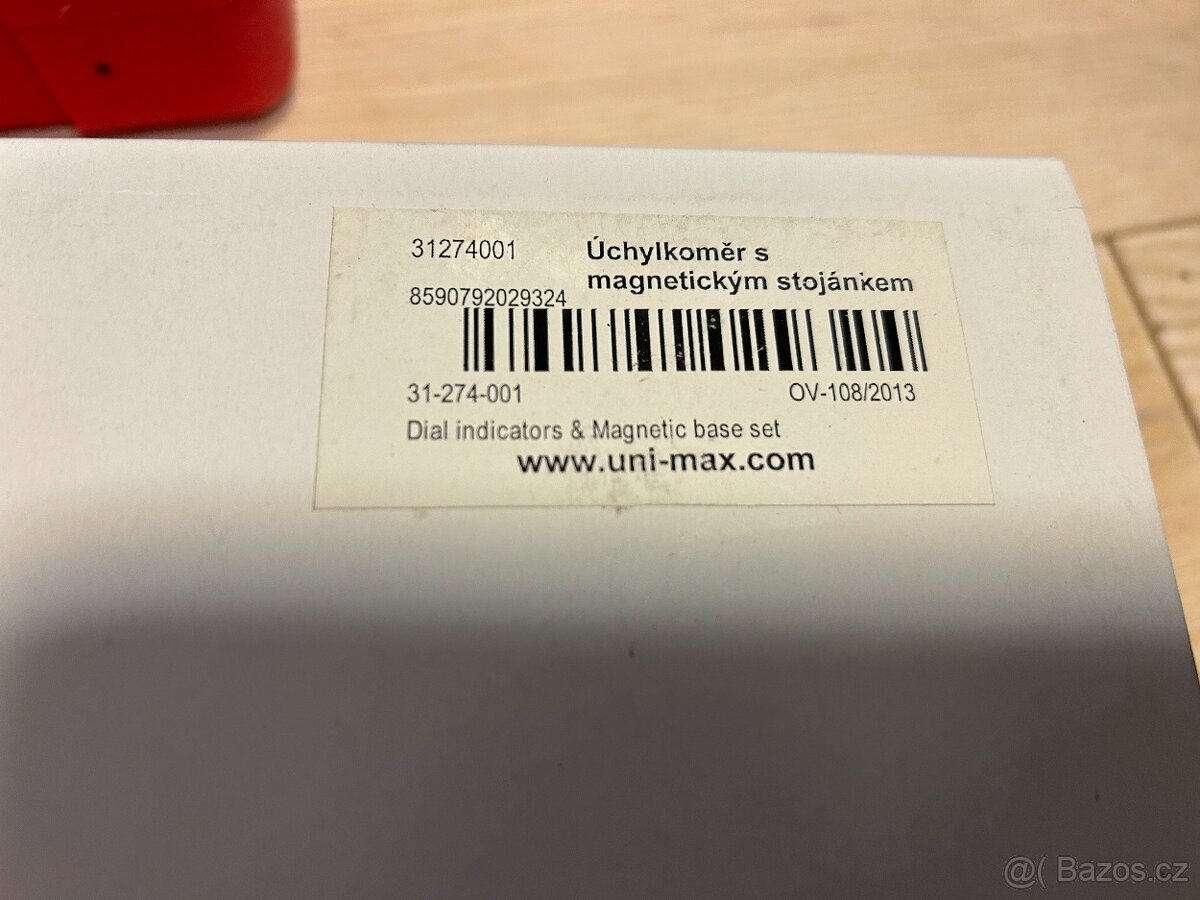 31274001
Úchylkoměr s
magnetickým stojánkem
8590792029324
31-274-001
OV-108/2013
Dial indicators & Magnetic base set
www.uni-max.com
@( Bazos.cz